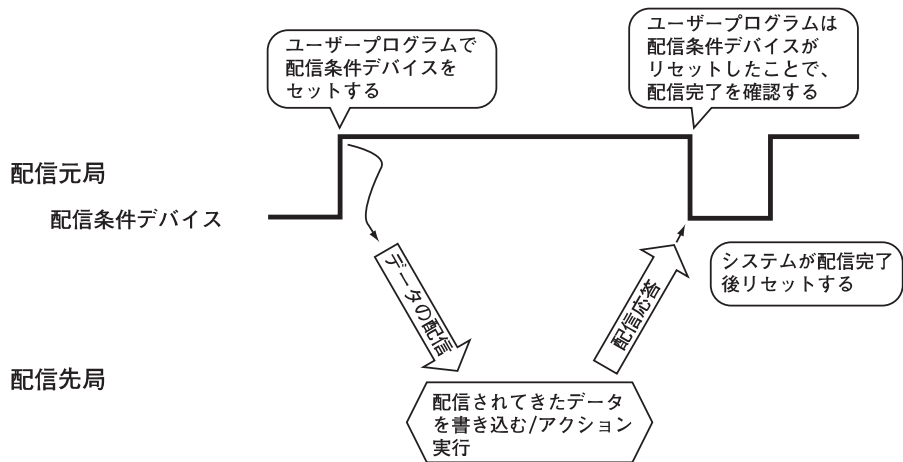 ユーザープログラムで
配信条件デバイスを
セットする
ユーザープログラムは
配信条件デバイスが
リセットしたことで、
配信完了を確認する
配信元局
配信条件デバイス
システムが配信完了
後リセットする
データの配信
配信応答
配信先局
配信されてきたデータ
を書き込む/アクション
実行